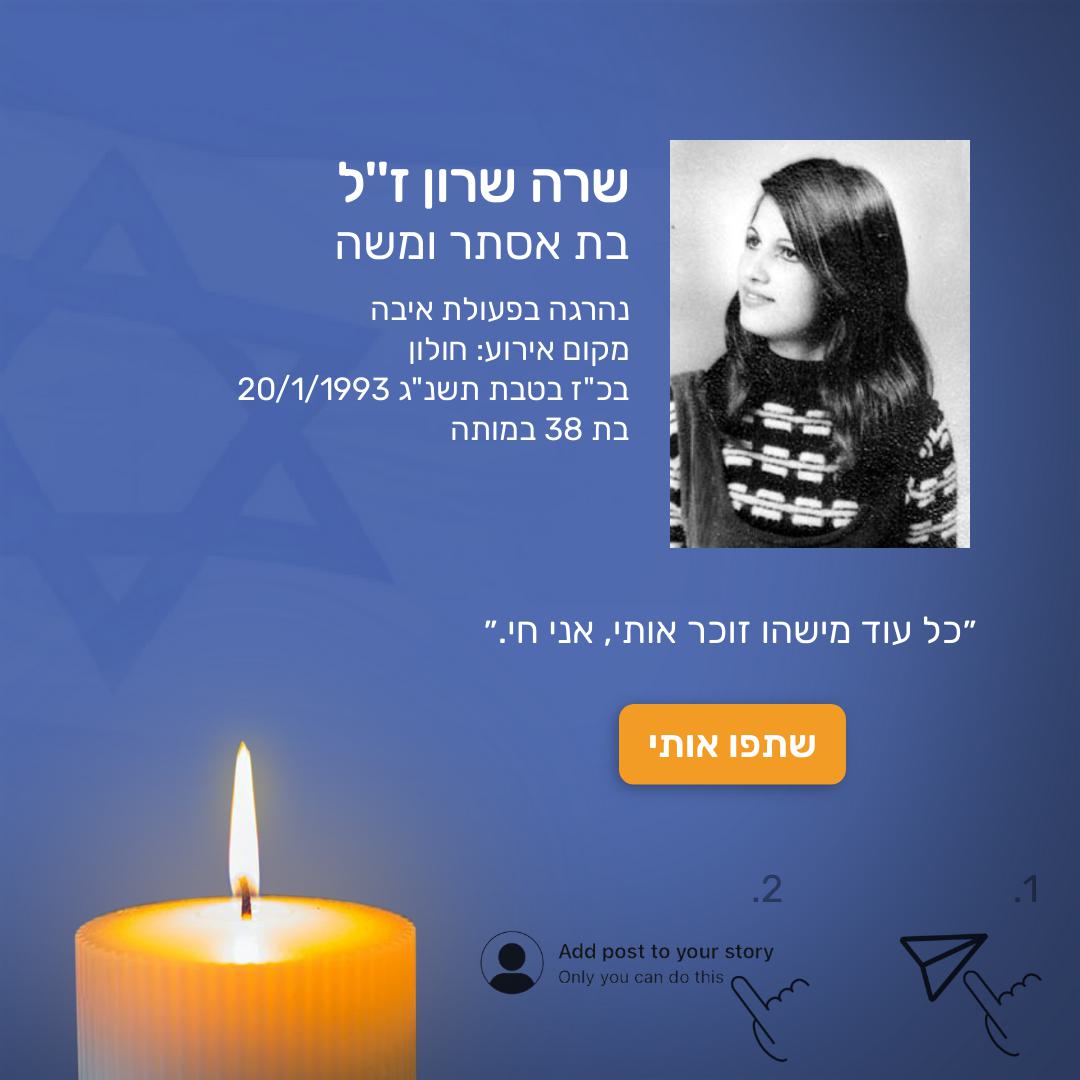 שרה שרון ז"ל
בת אסתר ומשה
נהרגה בפעולת איבה
מקום אירוע: חולון
בכ"ז בטבת תשנ"ג 20/1/1993
בת 38 במותה
״כל עוד מישהו זוכר אותי, אני חי.״
שתפו אותי
1.
2.
Add post to your story
Only you can do this